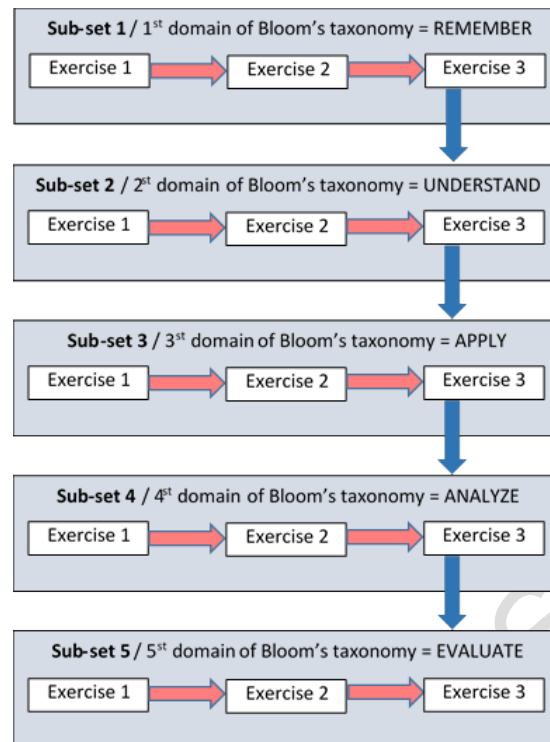 Sub-set 1 / 1st domain of Bloom's taxonomy = REMEMBER
Exercise 1 Exercise 2 Exercise 3
Sub-set 2 / 2st domain of Bloom's taxonomy = UNDERSTAND
Exercise 1 Exercise 2 Exercise 3
Sub-set 3 / 3st domain of Bloom's taxonomy = APPLY
Exercise 1 Exercise 2 Exercise 3
Sub-set 4 / 4st domain of Bloom's taxonomy = ANALYZE
Exercise 1 Exercise 2 Exercise 3
Sub-set 5 / 5st domain of Bloom's taxonomy = EVALUATE
Exercise 1 Exercise 2 Exercise 3